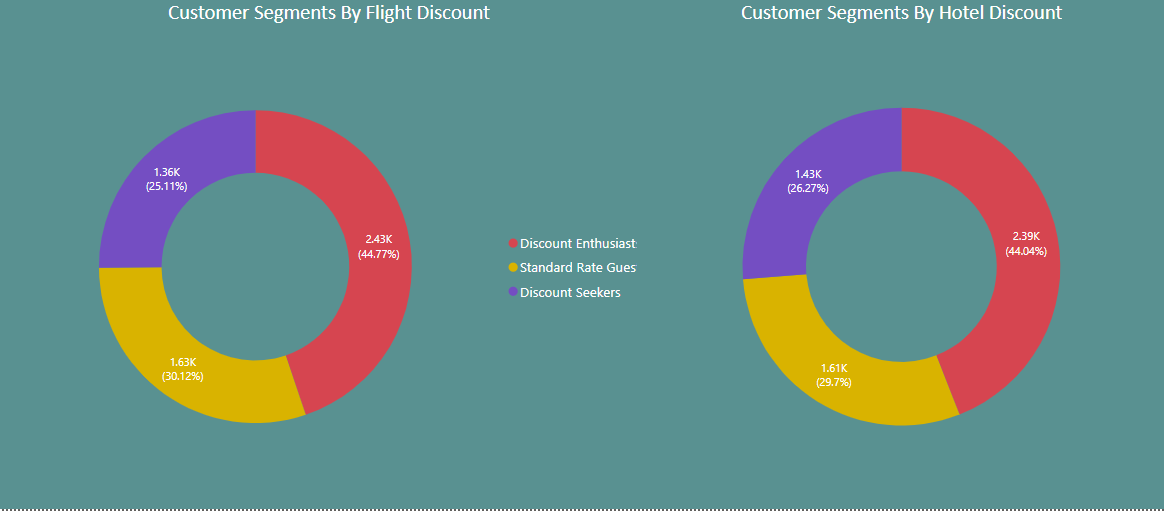 Customer Segments By Flight Discount
1.36K
(25.11%)
2.43K
(44.77%)
1.63K
(30.12%)
Discount Enthusiast
Standard Rate Gues
Discount Seekers
Customer Segments By Hotel Discount
1.43K
(26.27%)
2.39K
(44.04%)
1.61K
(29.7%)